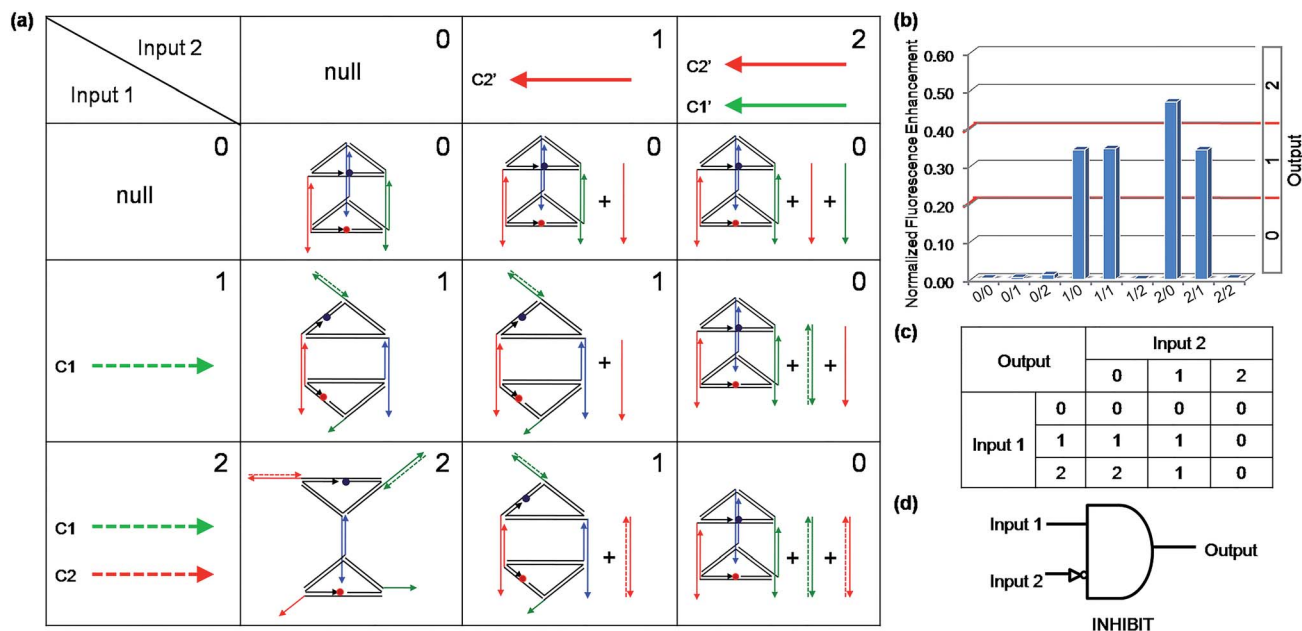 (a)
Input 2
Input 1
0
null
1
C2'
2
C2'
C1'
0
null
0
0
+
0
+ +
1
C1
1
1
+
0
+ +
2
C1
C2
2
1
+
0
+ +
(b)
Normalized Fluorescence Enhancement
0.60
0.50
0.40
0.30
0.20
0.10
0.00
0/0 0/1 0/2 1/0 1/1 1/2 2/0 2/1 2/2
2
1
0
Output
(c)
Output
Input 2
0 1 2
Input 1
0 0 0 0
1 1 1 0
2 2 1 0
(d)
Input 1
Input 2
Output
INHIBIT